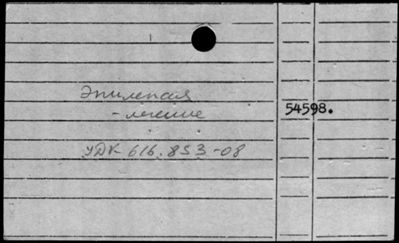 Эпилепсия
- лечение
54598.
УДК 616.853-08